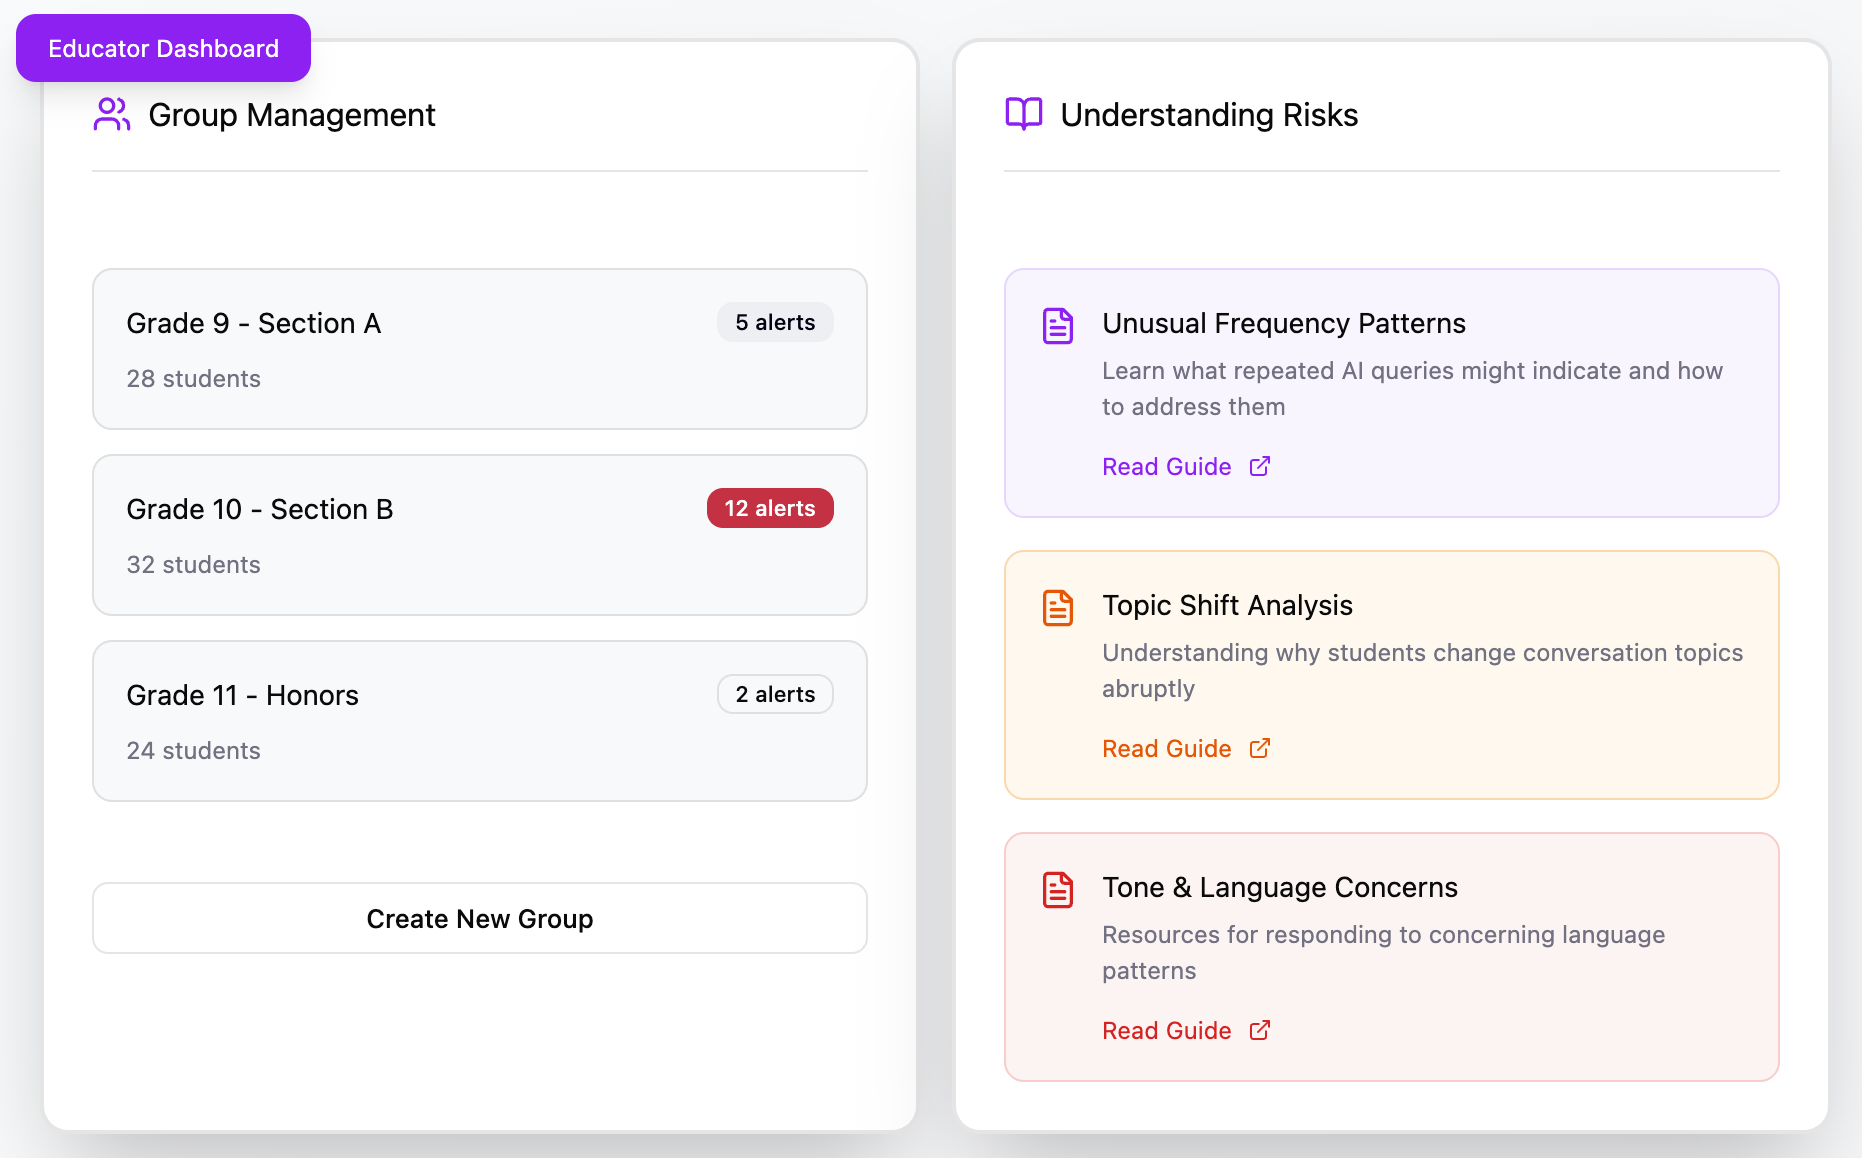 Educator Dashboard
Group Management
Grade 9 - Section A
5 alerts
28 students
Grade 10 - Section B
12 alerts
32 students
Grade 11 - Honors
2 alerts
24 students
Create New Group
Understanding Risks
Unusual Frequency Patterns
Learn what repeated AI queries might indicate and how
to address them
Read Guide
Topic Shift Analysis
Understanding why students change conversation topics
abruptly
Read Guide
Tone & Language Concerns
Resources for responding to concerning language
patterns
Read Guide